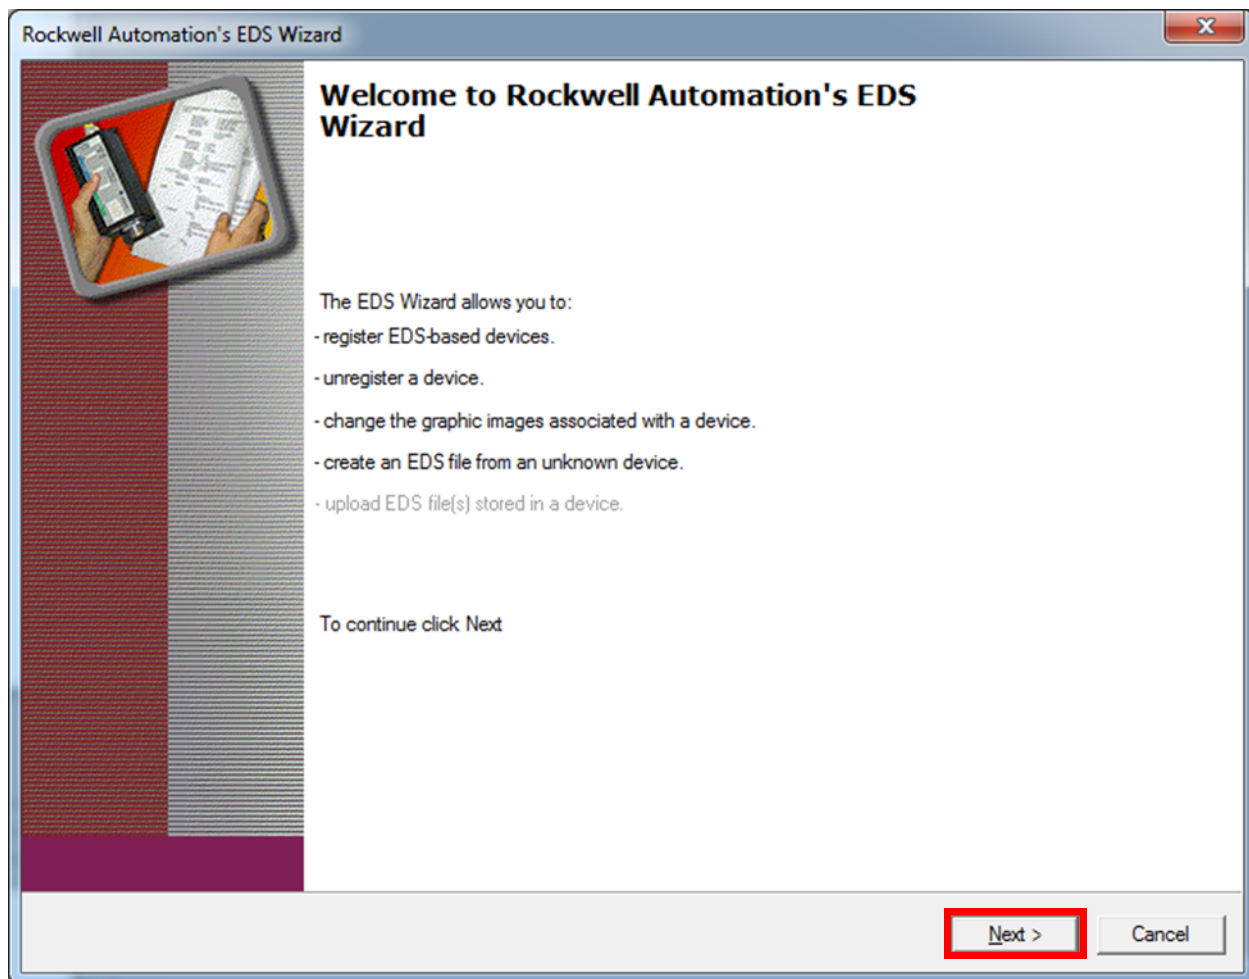 Rockwell Automation's EDS Wizard
Welcome to Rockwell Automation's EDS
Wizard
The EDS Wizard allows you to:
- register EDS-based devices.
- unregister a device.
- change the graphic images associated with a device.
- create an EDS file from an unknown device.
- upload EDS file(s) stored in a device.
To continue click Next
Next >
Cancel